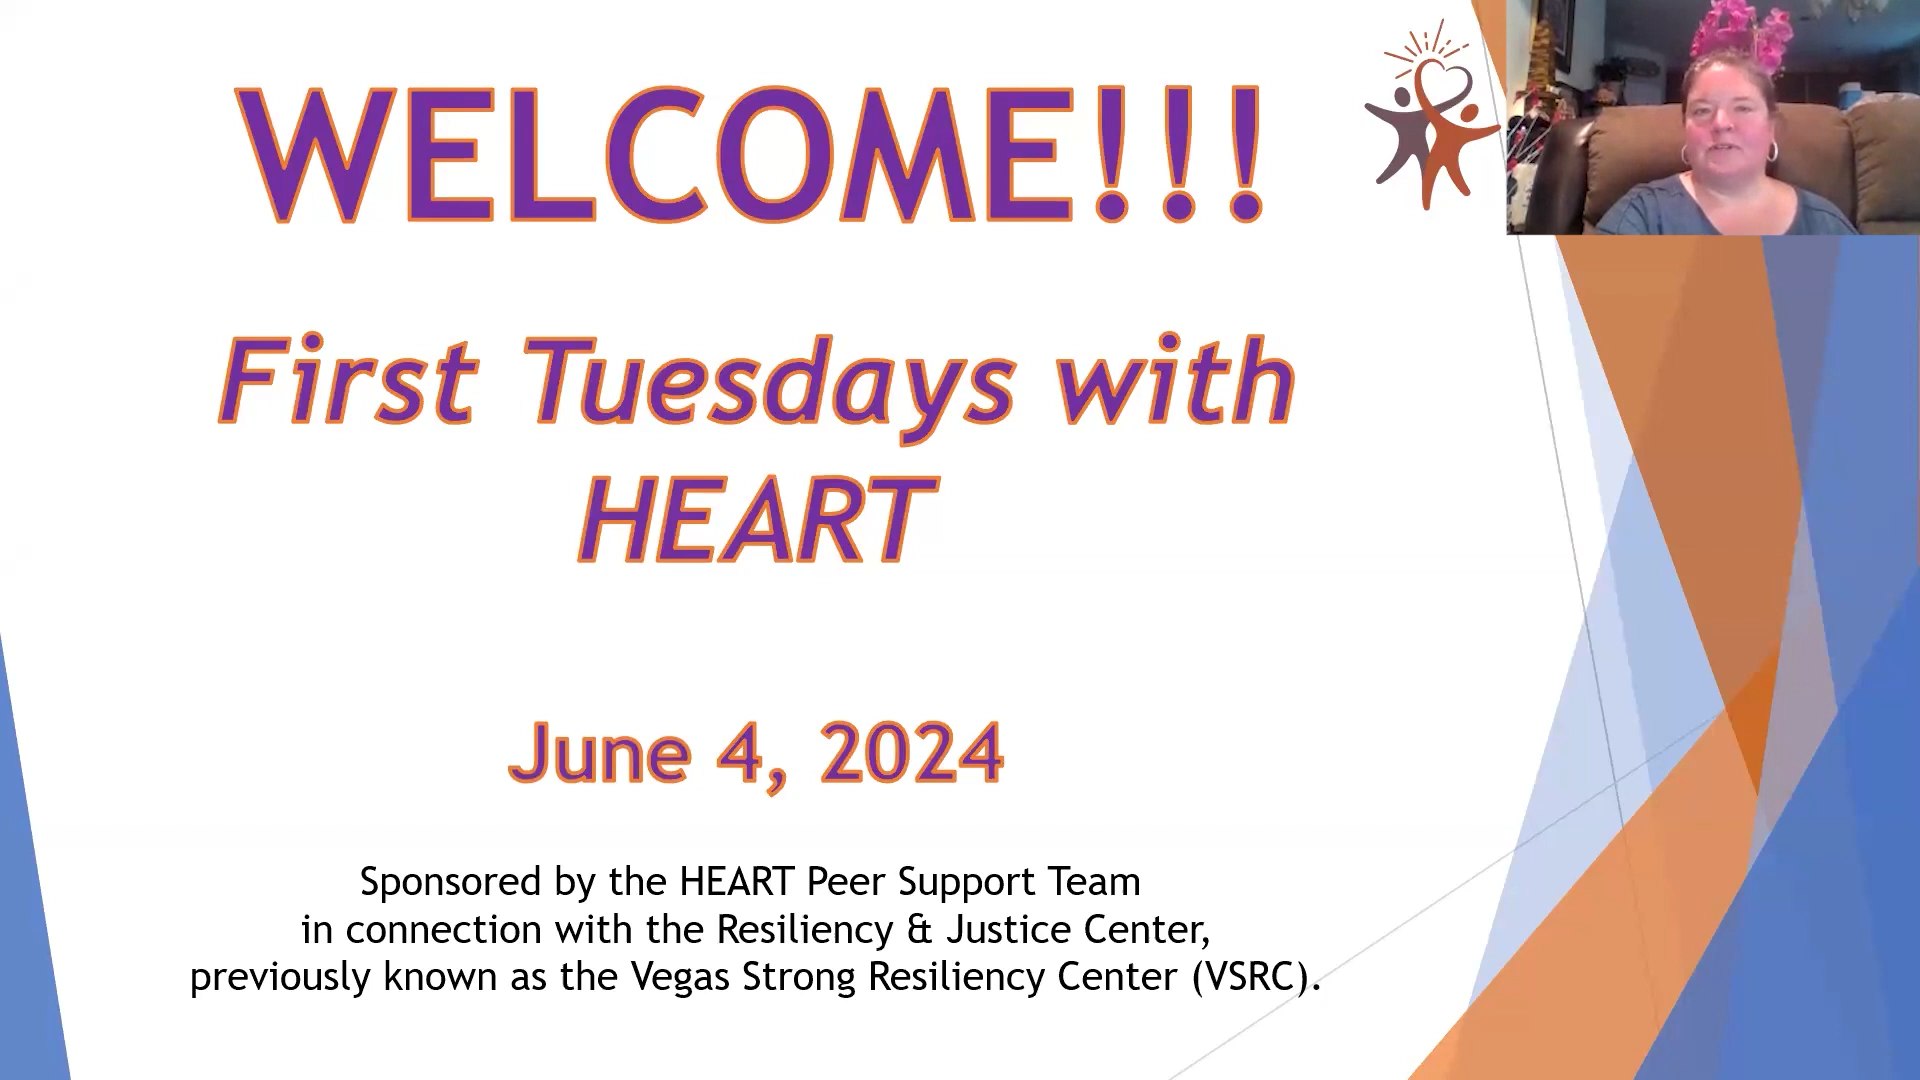 WELCOME!!!
First Tuesdays with
HEART
June 4, 2024
Sponsored by the HEART Peer Support Team
in connection with the Resiliency & Justice Center,
previously known as the Vegas Strong Resiliency Center (VSRC).